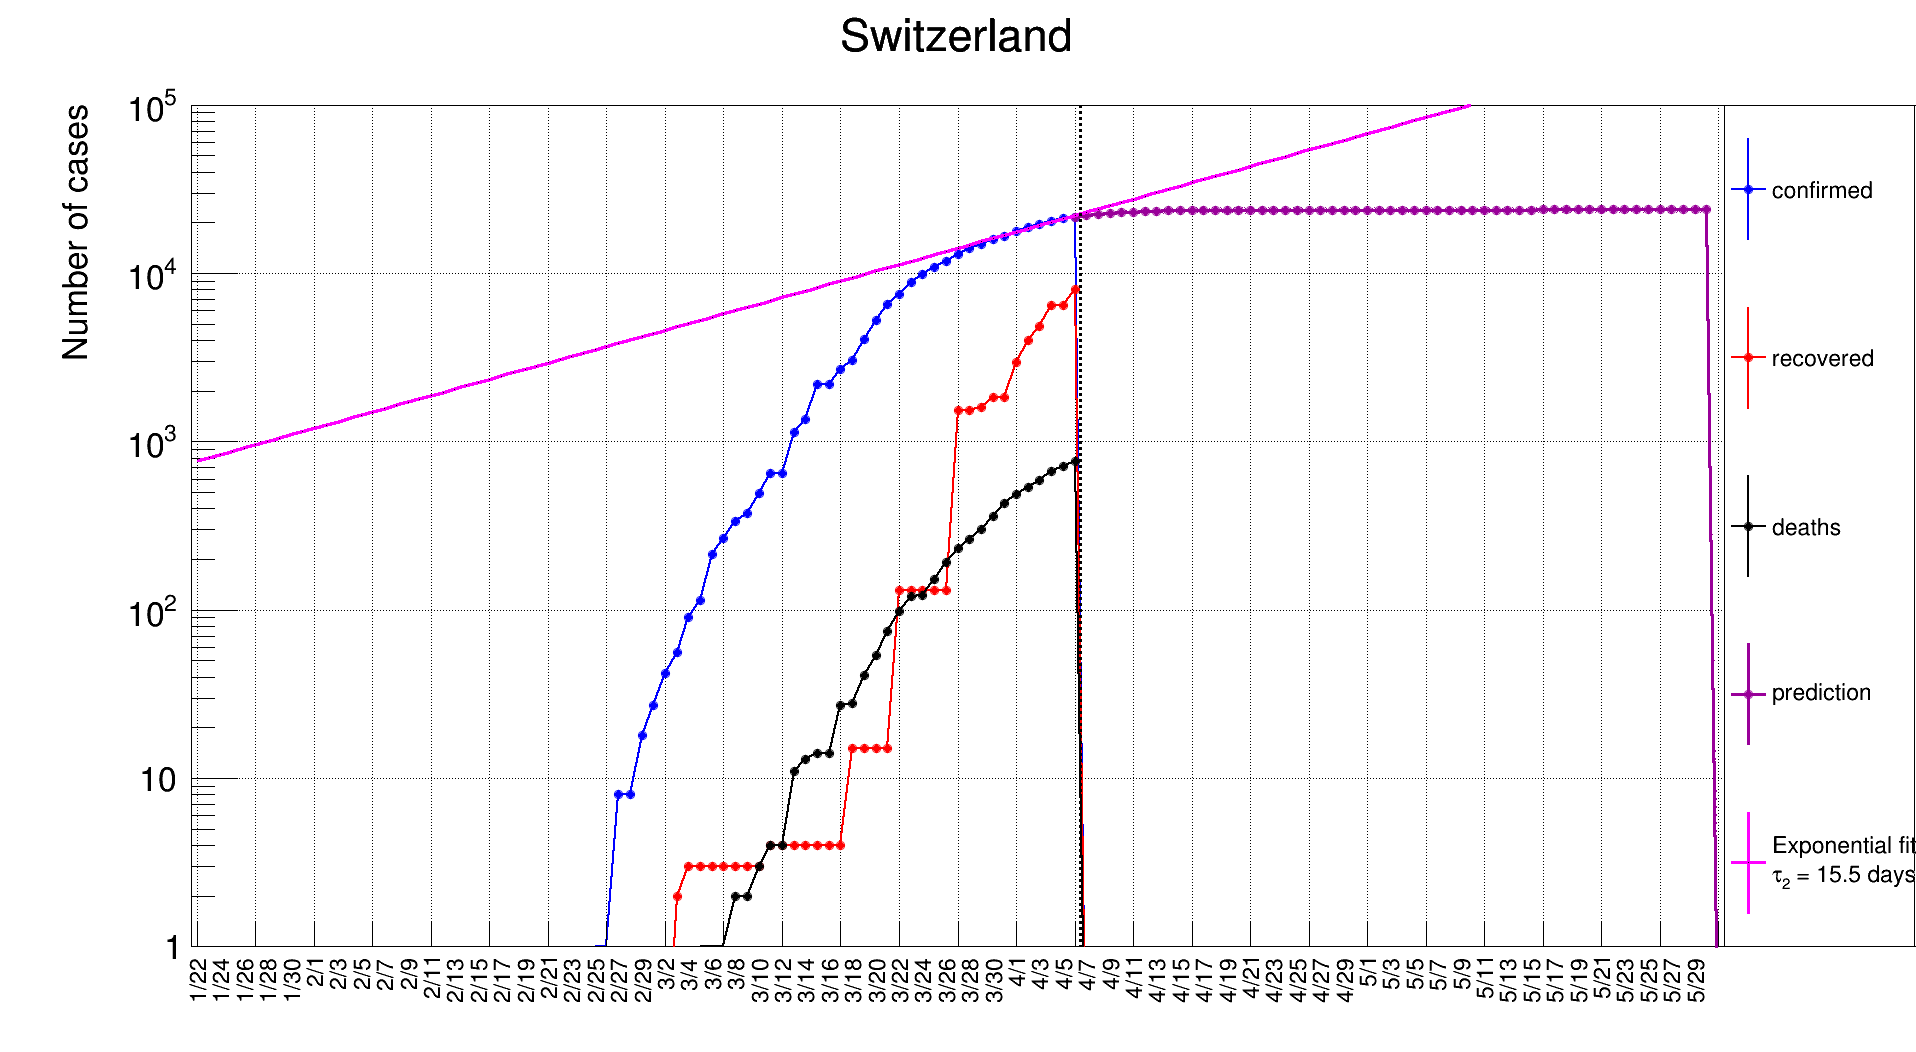 Switzerland
Number of cases
10^5
10^4
10^3
10^2
10
1
1/22 1/24 1/26 1/28 1/30 2/1 2/3 2/5 2/7 2/9 2/11 2/13 2/15 2/17 2/19 2/21 2/23 2/25 2/27 2/29 3/2 3/4 3/6 3/8 3/10 3/12 3/14 3/16 3/18 3/20 3/22 3/24 3/26 3/28 3/30 4/1 4/3 4/5 4/7 4/9 4/11 4/13 4/15 4/17 4/19 4/21 4/23 4/25 4/27 4/29 5/1 5/3 5/5 5/7 5/9 5/11 5/13 5/15 5/17 5/19 5/21 5/23 5/25 5/27 5/29
confirmed
recovered
deaths
prediction
Exponential fit
τ₂ = 15.5 days